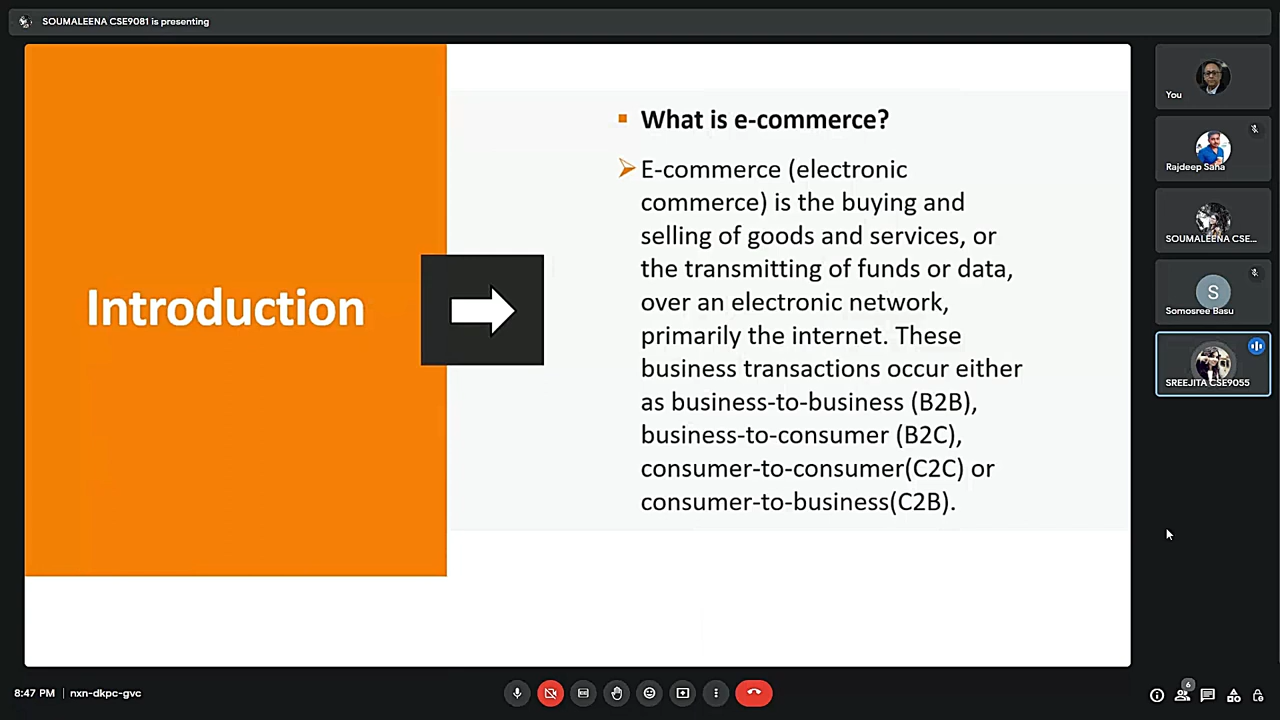 SOUMALEENA CSE9081 is presenting
Introduction
What is e-commerce?
E-commerce (electronic
commerce) is the buying and
selling of goods and services, or
the transmitting of funds or data,
over an electronic network,
primarily the internet. These
business transactions occur either
as business-to-business (B2B),
business-to-consumer (B2C),
consumer-to-consumer(C2C) or
consumer-to-business(C2B).
You
Rajdeep Saha
SOUMALEENA CSE...
S
Somosree Basu
SREEJITA CSE9055
8:47 PM | nxn-dkpc-gvc
6